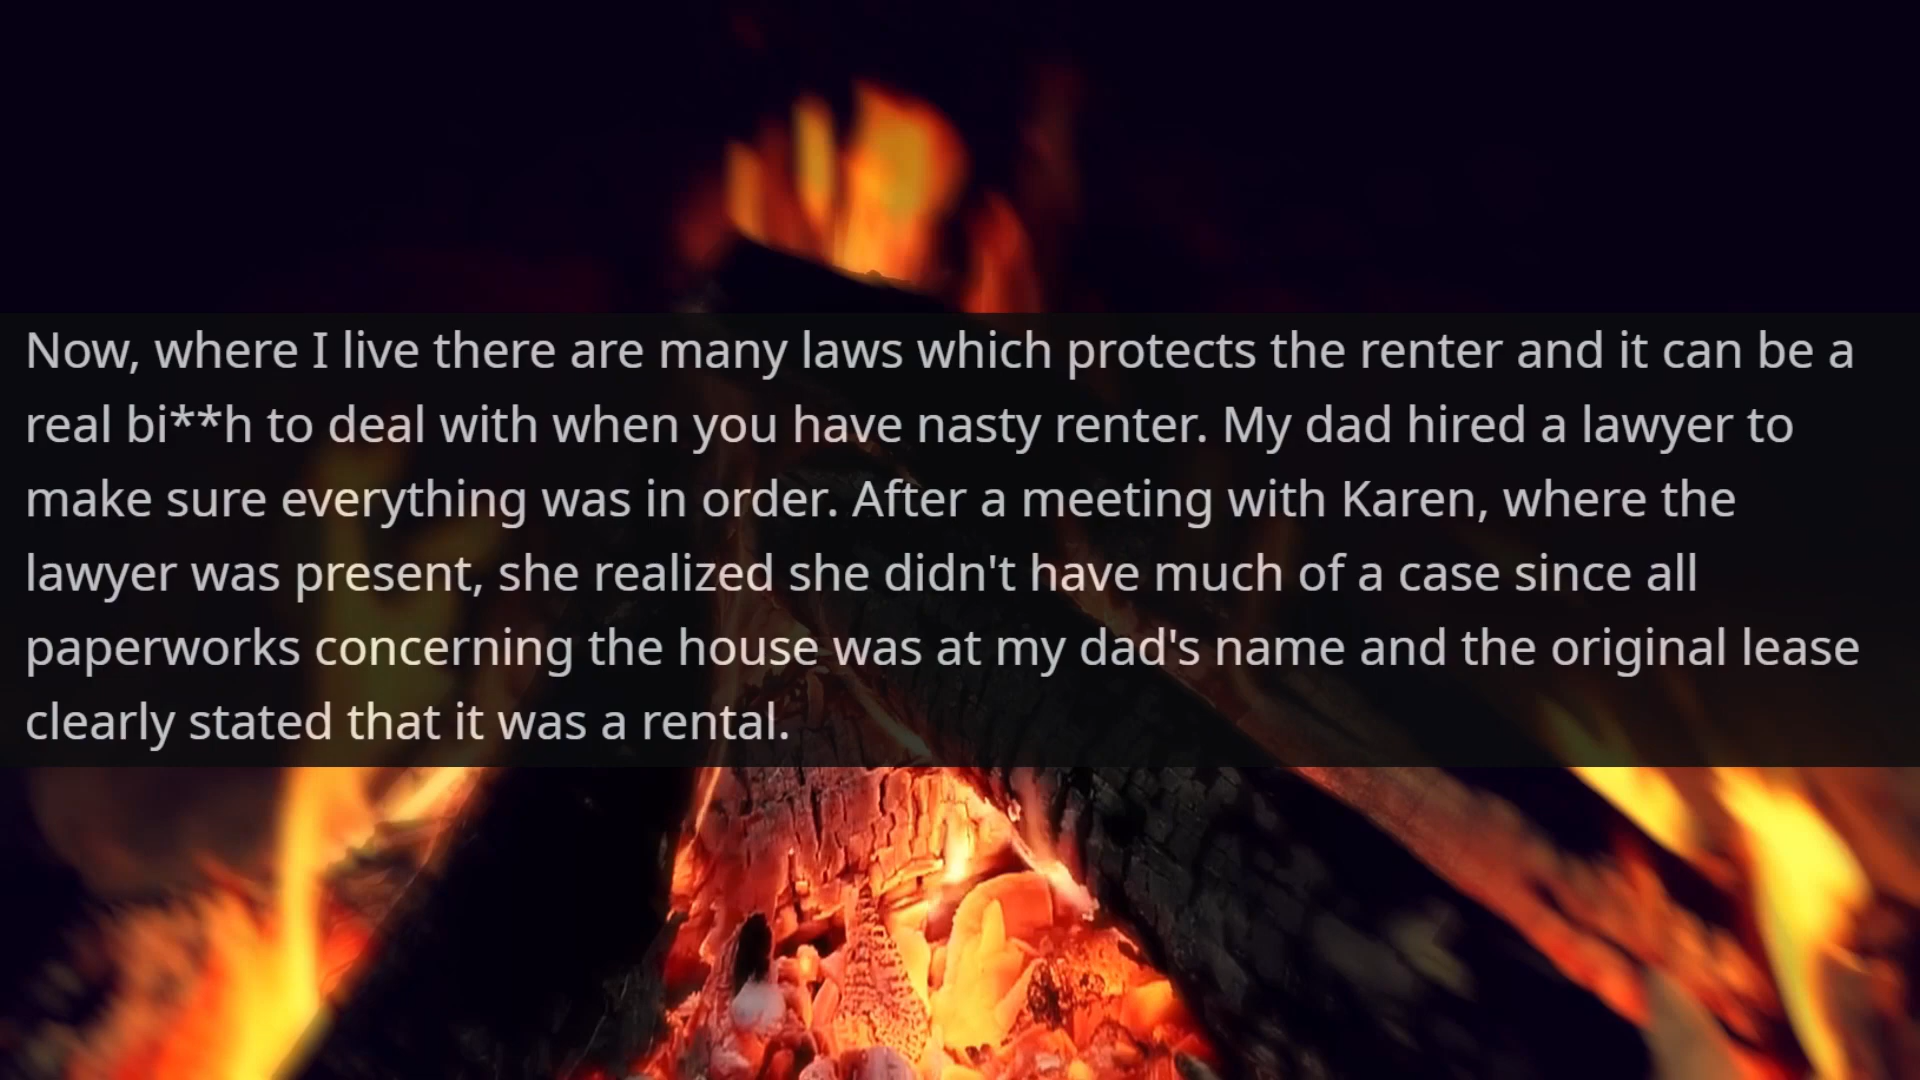 Now, where I live there are many laws which protects the renter and it can be a
real bi**h to deal with when you have nasty renter. My dad hired a lawyer to
make sure everything was in order. After a meeting with Karen, where the
lawyer was present, she realized she didn't have much of a case since all
paperworks concerning the house was at my dad's name and the original lease
clearly stated that it was a rental.